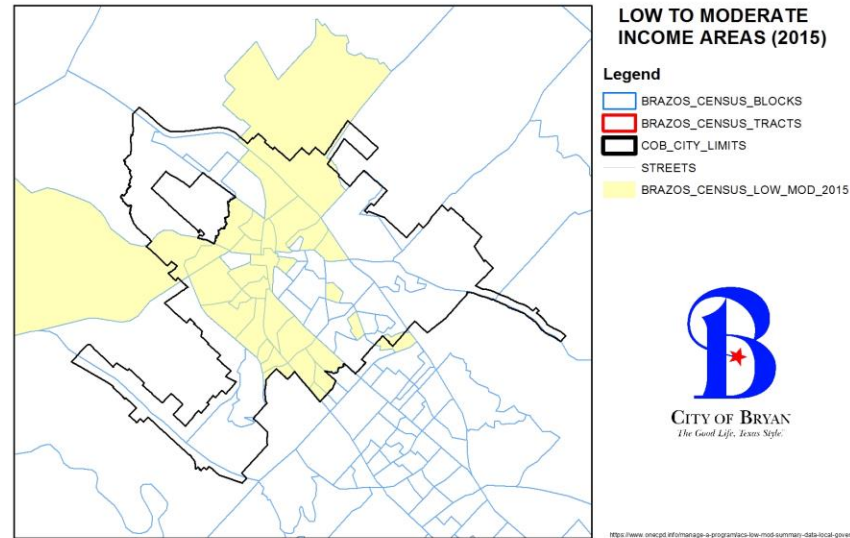 LOW TO MODERATE
INCOME AREAS (2015)
Legend
BRAZOS_CENSUS_BLOCKS
BRAZOS_CENSUS_TRACTS
COB_CITY_LIMITS
STREETS
BRAZOS_CENSUS_LOW_MOD_2015
CITY OF BRYAN
The Good Life, Texas Style.